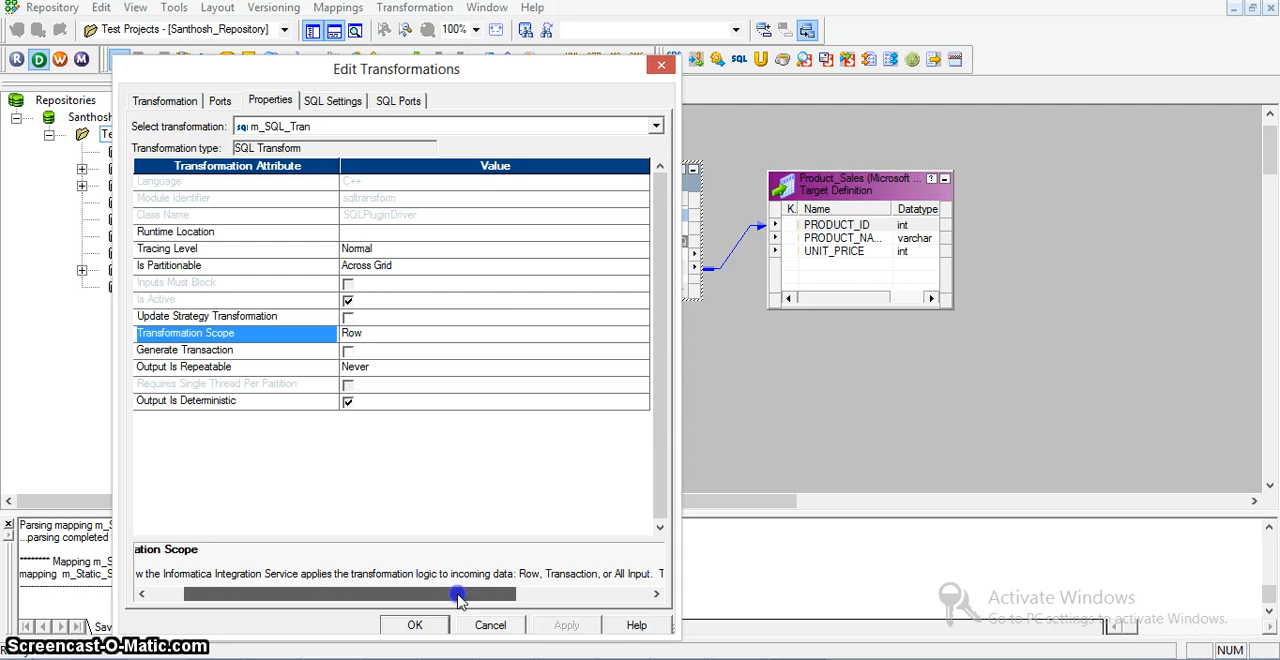 Repository Edit View Tools Layout Versioning Mappings Transformation Window Help
Test Projects - [Santhosh_Repository] 100%
R D W M SQL
Edit Transformations
Repositories
Santhosh
Te
Transformation Ports Properties SQL Settings SQL Ports
Select transformation: sql m_SQL_Tran
Transformation type: SQL Transform
Transformation Attribute Value
Language C++
Module Identifier sqltransform
Class Name SQLPluginDriver
Runtime Location
Tracing Level Normal
Is Partitionable Across Grid
Inputs Must Block
Is Active
Update Strategy Transformation
Transformation Scope Row
Generate Transaction
Output Is Repeatable Never
Requires Single Thread Per Partition
Output Is Deterministic
Product_Sales (Microsoft ...
Target Definition
K. Name Datatype
PRODUCT_ID int
PRODUCT_NA... varchar
UNIT_PRICE int
Parsing mapping m_S
...parsing completed
******** Mapping m_S
mapping m_Static_S
ation Scope
w the Informatica Integration Service applies the transformation logic to incoming data: Row, Transaction, or All Input. T
OK Cancel Apply Help
Sav
Activate Windows
Go to PC settings to activate Windows.
NUM
Screencast-O-Matic.com